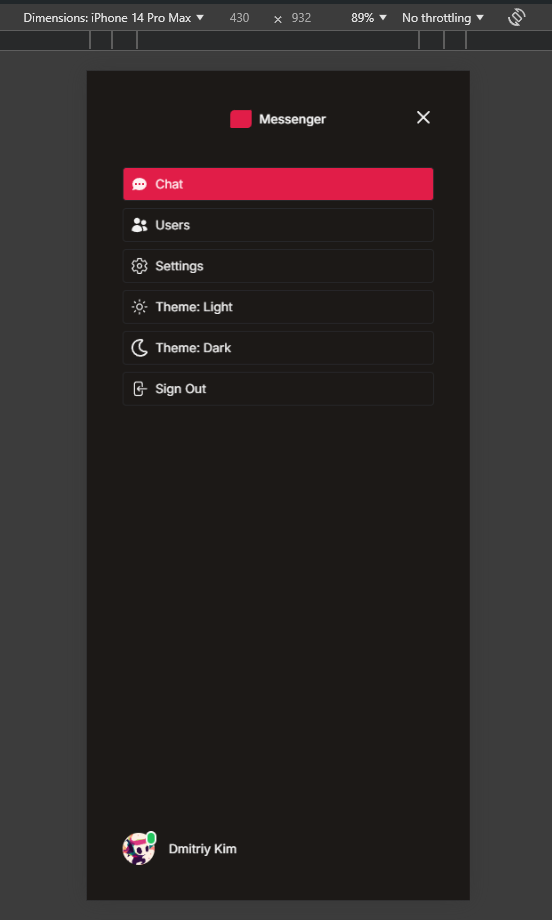 Dimensions: iPhone 14 Pro Max 430 × 932 89% No throttling
Messenger
Chat
Users
Settings
Theme: Light
Theme: Dark
Sign Out
Dmitriy Kim